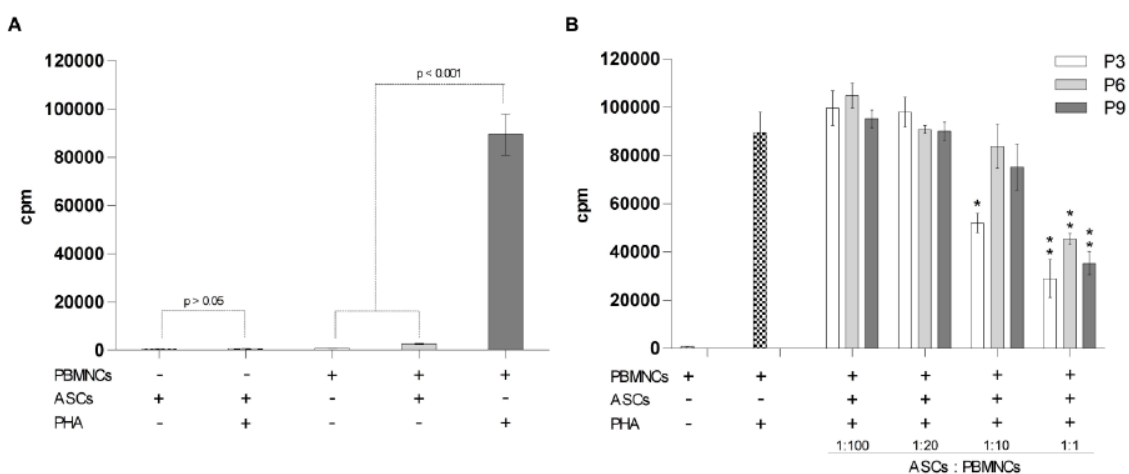 A
120000
100000
80000
60000
40000
20000
0
cpm
p < 0.001
p > 0.05
PBMNCs - - + + +
ASCs + + - + -
PHA - + - - +
B
120000
100000
80000
60000
40000
20000
0
cpm
P3
P6
P9
*
**
**
**
PBMNCs + + + + + +
ASCs - - + + + +
PHA - + + + + +
1:100 1:20 1:10 1:1
ASCs : PBMNCs